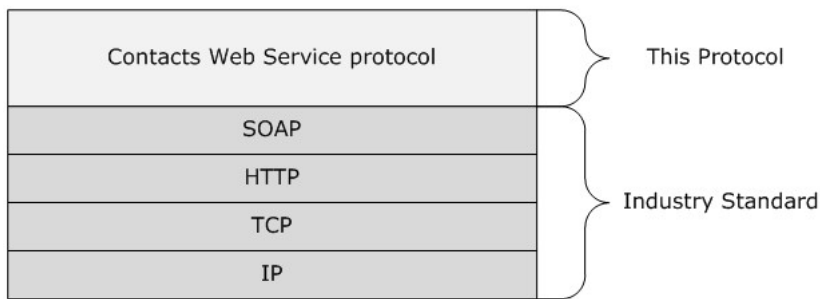 Contacts Web Service protocol
This Protocol
SOAP
HTTP
Industry Standard
TCP
IP